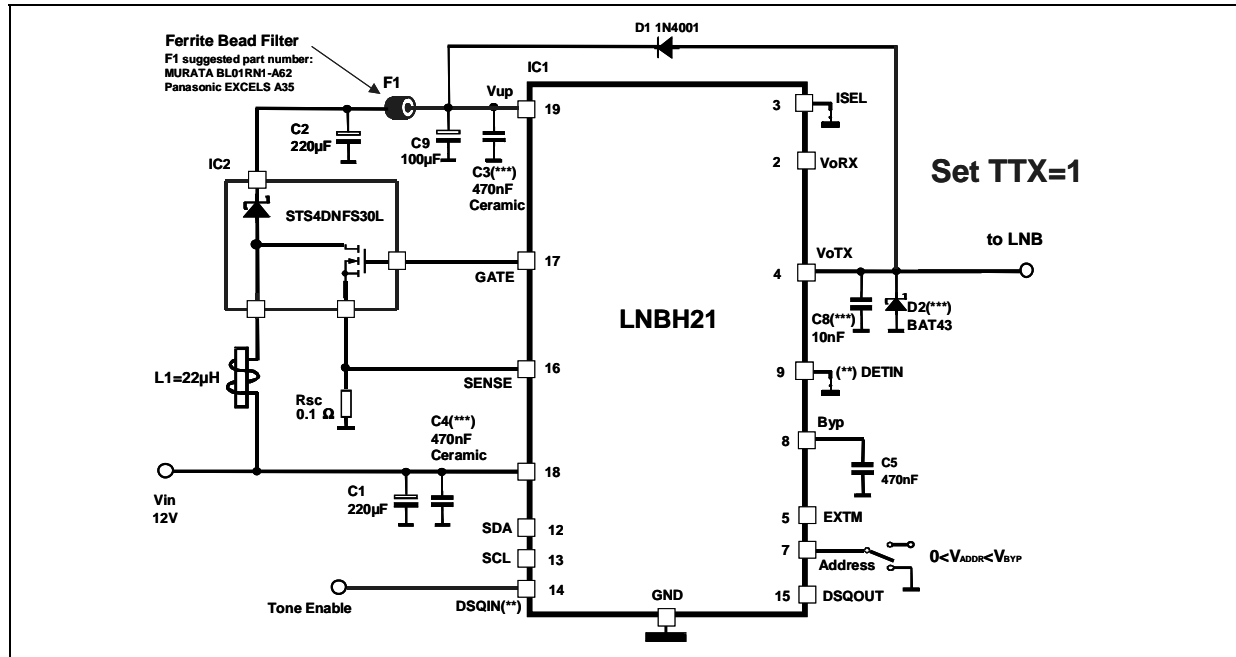 D1 1N4001
Ferrite Bead Filter
F1 suggested part number:
MURATA BL01RN1-A62
Panasonic EXCELS A35
F1
IC1
Vup
19
C2
220µF
C9
100µF
C3(***)
470nF
Ceramic
IC2
STS4DNFS30L
17
GATE
L1=22µH
16
SENSE
Rsc
0.1 Ω
C4(***)
470nF
Ceramic
18
Vin
12V
C1
220µF
SDA
12
SCL
13
14
Tone Enable
DSQIN(**)
LNBH21
GND
3
ISEL
2
VoRX
Set TTX=1
VoTX
to LNB
4
C8(***)
10nF
D2(***)
BAT43
9
(**) DETIN
Byp
8
C5
470nF
5
EXTM
7
Address
0<VADDR<VBYP
15
DSQOUT